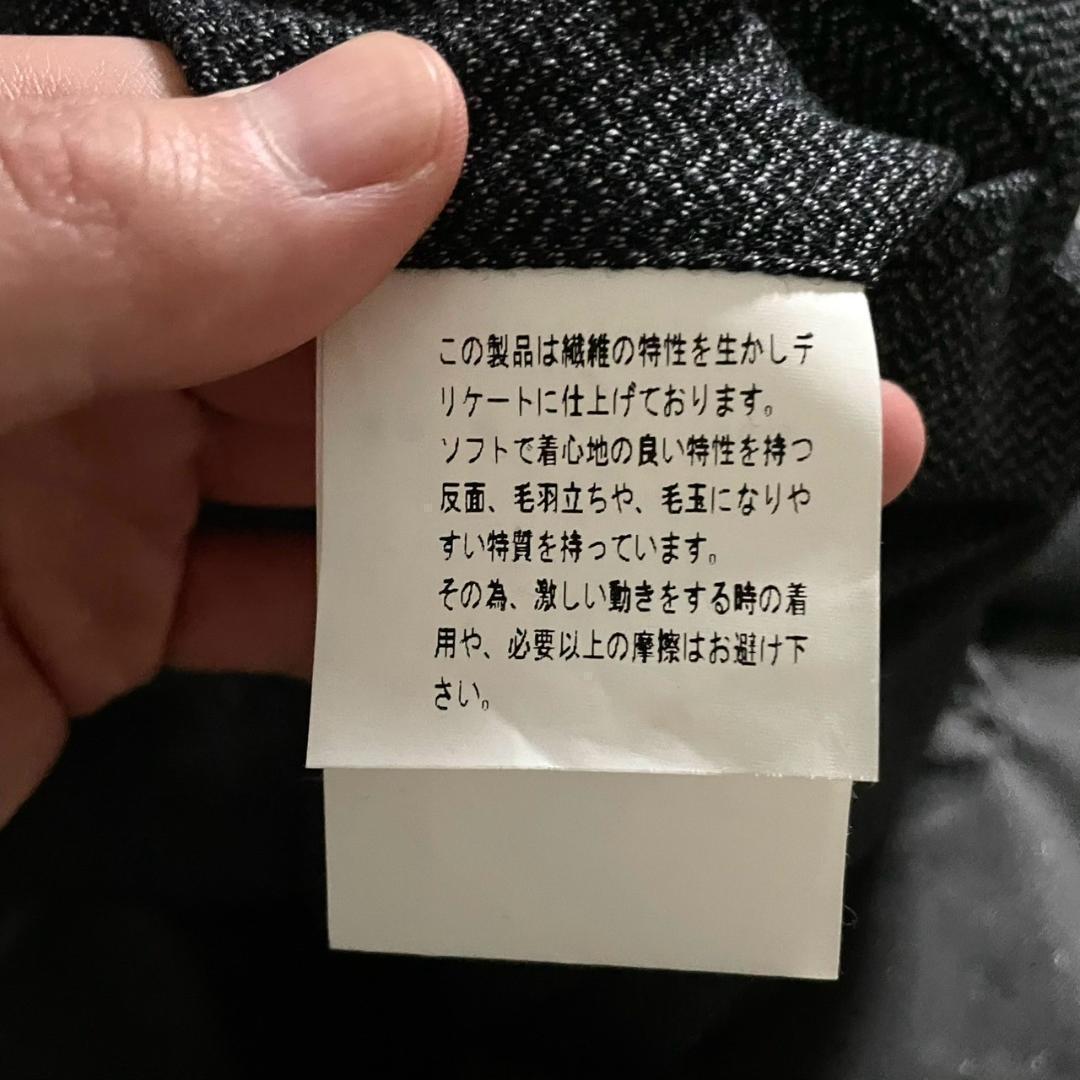 この製品は繊維の特性を生かしデ
リケートに仕上げております。
ソフトで着心地の良い特性を持つ
反面、毛羽立ちや、毛玉になりや
すい特質を持っています。
その為、激しい動きをする時の着
用や、必要以上の摩擦はお避け下
さい。